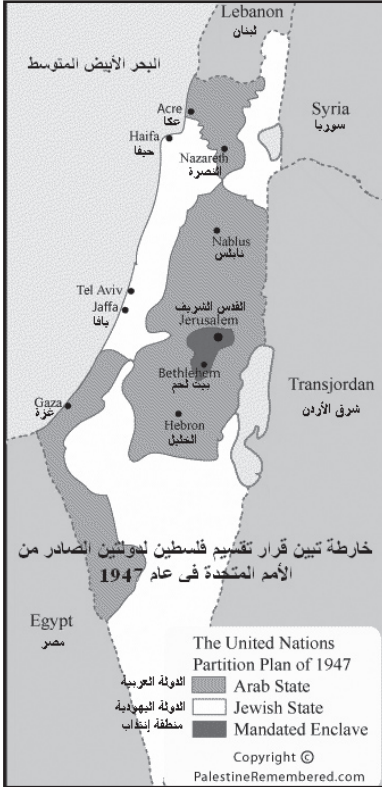 Lebanon
لبنان
البحر الأبيض المتوسط
Acre
عكا
Syria
سوريا
Haifa
حيفا
Nazareth
الناصرة
Nablus
نابلس
Tel Aviv
Jaffa
يافا
القدس الشريف
Jerusalem
Bethlehem
بيت لحم
Transjordan
شرق الأردن
Gaza
غزة
Hebron
الخليل
خارطة تبين قرار تقسيم فلسطين لدولتين الصادر من
الأمم المتحدة فى عام 1947
Egypt
مصر
The United Nations
Partition Plan of 1947
الدولة العربية Arab State
الدولة اليهودية Jewish State
منطقة إنتداب Mandated Enclave
Copyright ©
PalestineRemembered.com